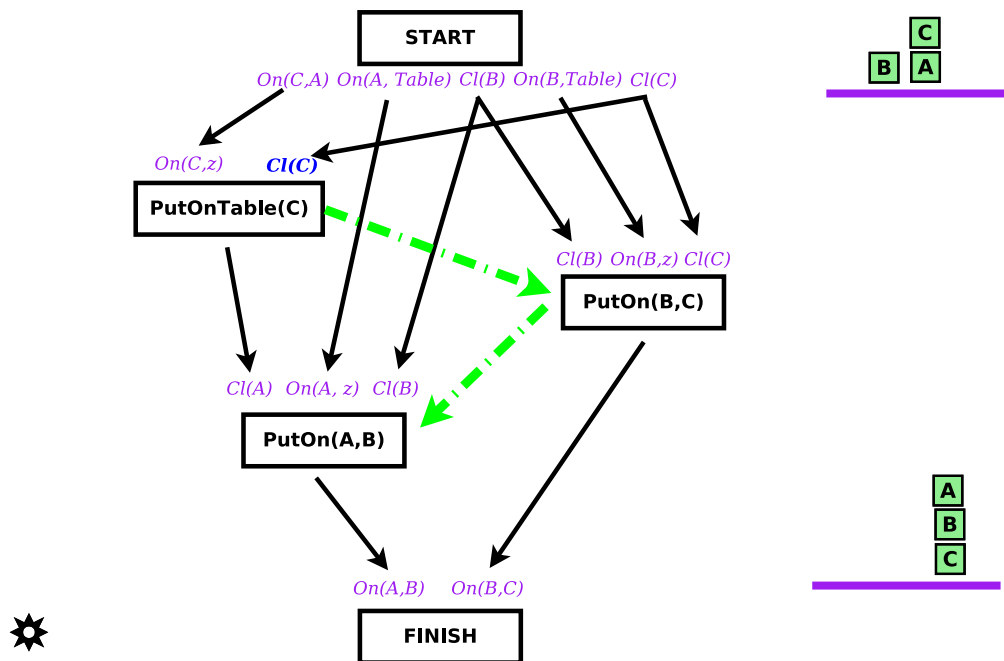 START
C
B A
On(C,A) On(A, Table) Cl(B) On(B,Table) Cl(C)
On(C,z) Cl(C)
PutOnTable(C)
Cl(B) On(B,z) Cl(C)
PutOn(B,C)
Cl(A) On(A, z) Cl(B)
PutOn(A,B)
A
B
C
On(A,B) On(B,C)
FINISH